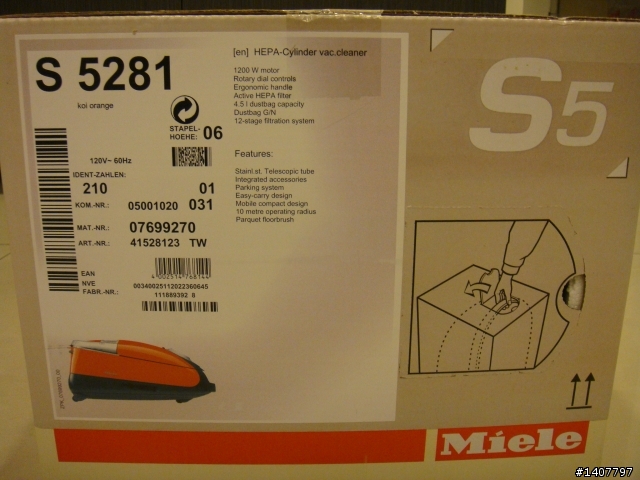 S 5281
koi orange
STAPEL-
HOEHE: 06
120V~ 60Hz
IDENT-ZAHLEN:
210 01
KOM.-NR.: 05001020 031
MAT.-NR.: 07699270
ART.-NR.: 41528123 TW
EAN
4 002514 768144
NVE 00340025112022360645
FABR.-NR.: 111889392 8
[en] HEPA-Cylinder vac.cleaner
1200 W motor
Rotary dial controls
Ergonomic handle
Active HEPA filter
4.5 l dustbag capacity
Dustbag G/N
12-stage filtration system
Features:
Stainl.st. Telescopic tube
Integrated accessories
Parking system
Easy-carry design
Mobile compact design
10 metre operating radius
Parquet floorbrush
S5
Miele
#1407797